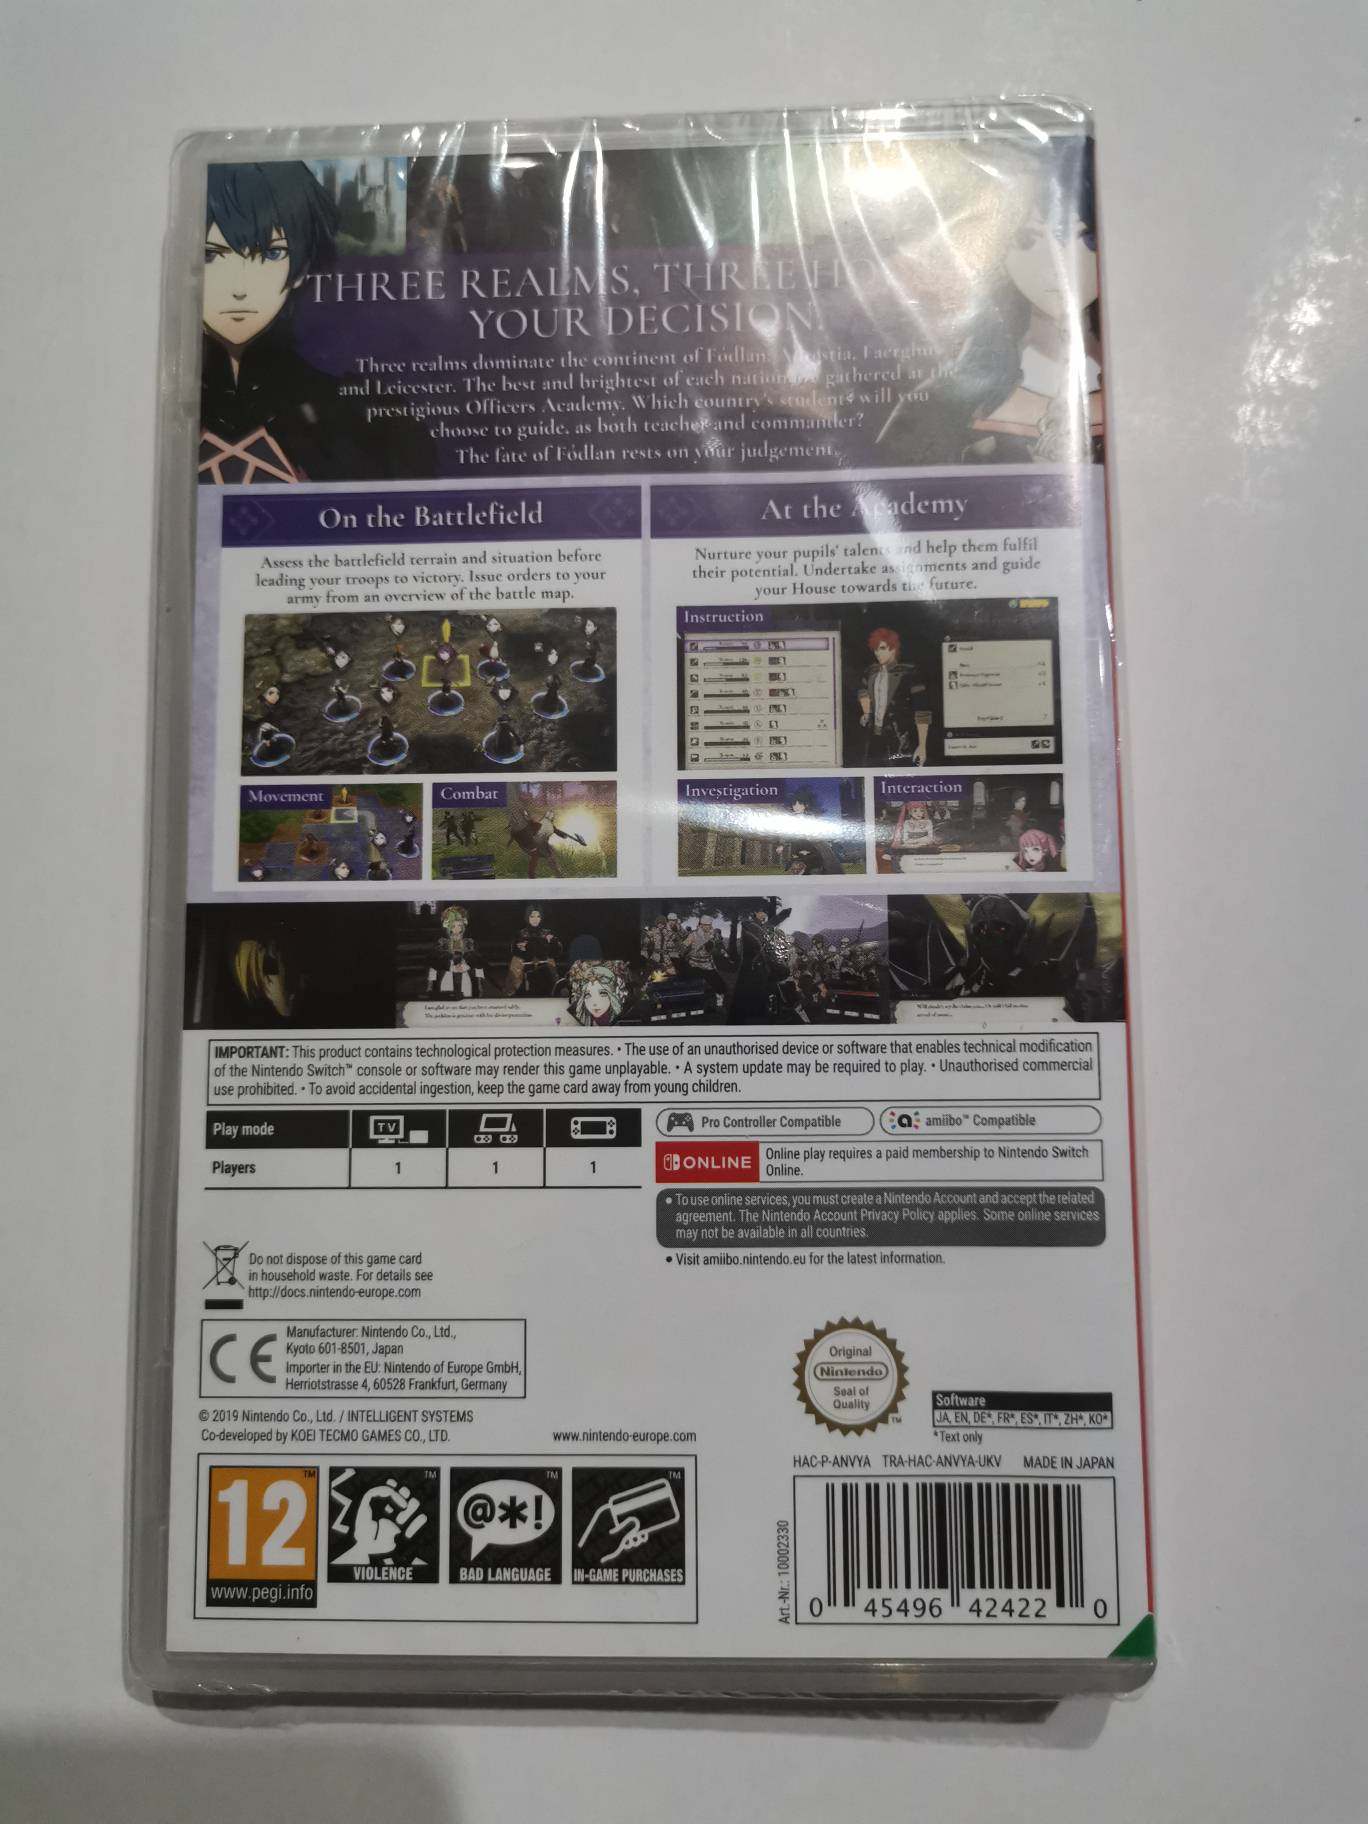 THREE REALMS, THREE HO
YOUR DECISION.
Three realms dominate the continent of Fódlan:
and Leicester. The best and brightest of each gathered at the
prestigious Officers Academy. Which country's students will you
choose to guide, as both teacher and commander?
The fate of Fódlan rests on your judgement.
On the Battlefield
Assess the battlefield terrain and situation before
leading your troops to victory. Issue orders to your
army from an overview of the battle map.
Movement
Combat
At the Academy
Nurture your pupils' talents and help them fulfil
their potential. Undertake assignments and guide
your House towards the future.
Instruction
Investigation
Interaction
IMPORTANT: This product contains technological protection measures. • The use of an unauthorised device or software that enables technical modification
of the Nintendo Switch™ console or software may render this game unplayable. • A system update may be required to play. • Unauthorised commercial
use prohibited. • To avoid accidental ingestion, keep the game card away from young children.
Play mode TV
Players 1 1 1
Pro Controller Compatible
amiibo™ Compatible
ONLINE
Online play requires a paid membership to Nintendo Switch
Online.
• To use online services, you must create a Nintendo Account and accept the related
agreement. The Nintendo Account Privacy Policy applies. Some online services
may not be available in all countries.
• Visit amiibo.nintendo.eu for the latest information.
Do not dispose of this game card
in household waste. For details see
http://docs.nintendo-europe.com
CE
Manufacturer: Nintendo Co., Ltd.,
Kyoto 601-8501, Japan
Importer in the EU: Nintendo of Europe GmbH,
Herriotstrasse 4, 60528 Frankfurt, Germany
© 2019 Nintendo Co., Ltd. / INTELLIGENT SYSTEMS
Co-developed by KOEI TECMO GAMES CO., LTD.
www.nintendo-europe.com
Original
Nintendo
Seal of
Quality
TM
Software
JA, EN, DE*, FR*, ES*, IT*, ZH*, KO*
*Text only
HAC-P-ANVYA TRA-HAC-ANVYA-UKV MADE IN JAPAN
12 TM
www.pegi.info
TM
VIOLENCE
@*! TM
BAD LANGUAGE
TM
IN-GAME PURCHASES
Art.-Nr.: 10002330
0 45496 42422 0